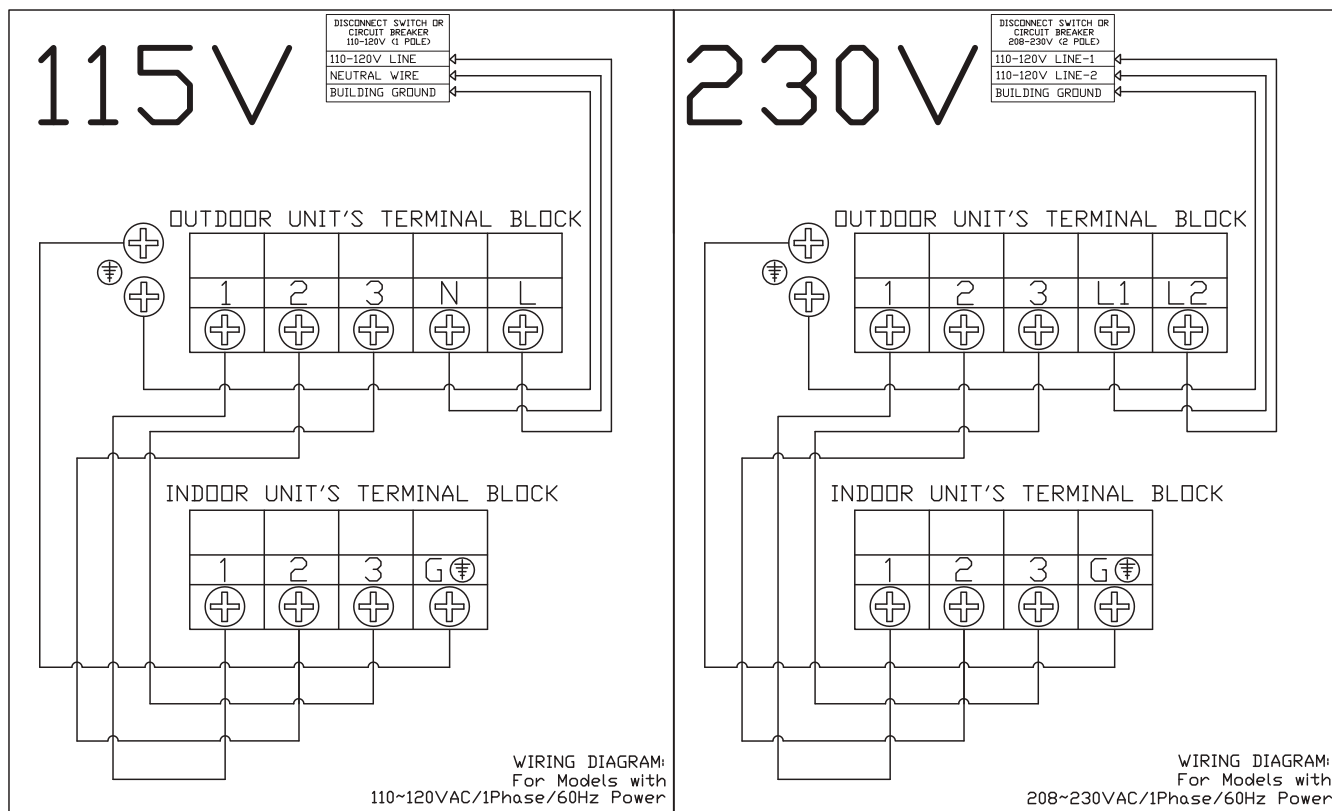 115V
DISCONNECT SWITCH OR
CIRCUIT BREAKER
110-120V (1 POLE)
110-120V LINE
NEUTRAL WIRE
BUILDING GROUND
OUTDOOR UNIT'S TERMINAL BLOCK
1 2 3 N L
INDOOR UNIT'S TERMINAL BLOCK
1 2 3 G
WIRING DIAGRAM:
For Models with
110~120VAC/1Phase/60Hz Power
230V
DISCONNECT SWITCH OR
CIRCUIT BREAKER
208-230V (2 POLE)
110-120V LINE-1
110-120V LINE-2
BUILDING GROUND
OUTDOOR UNIT'S TERMINAL BLOCK
1 2 3 L1 L2
INDOOR UNIT'S TERMINAL BLOCK
1 2 3 G
WIRING DIAGRAM:
For Models with
208~230VAC/1Phase/60Hz Power